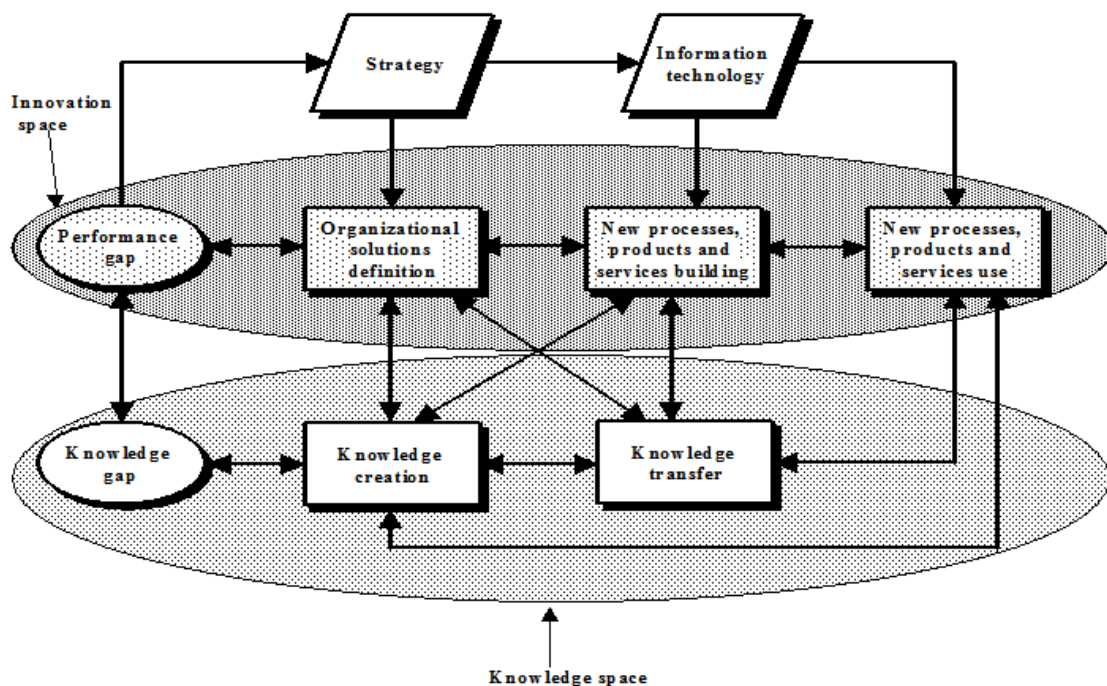 Strategy
Information
technology
Innovation
space
Performance
gap
Organizational
solutions
definition
New processes,
products and
services building
New processes,
products and
services use
Knowledge
gap
Knowledge
creation
Knowledge
transfer
Knowledge space